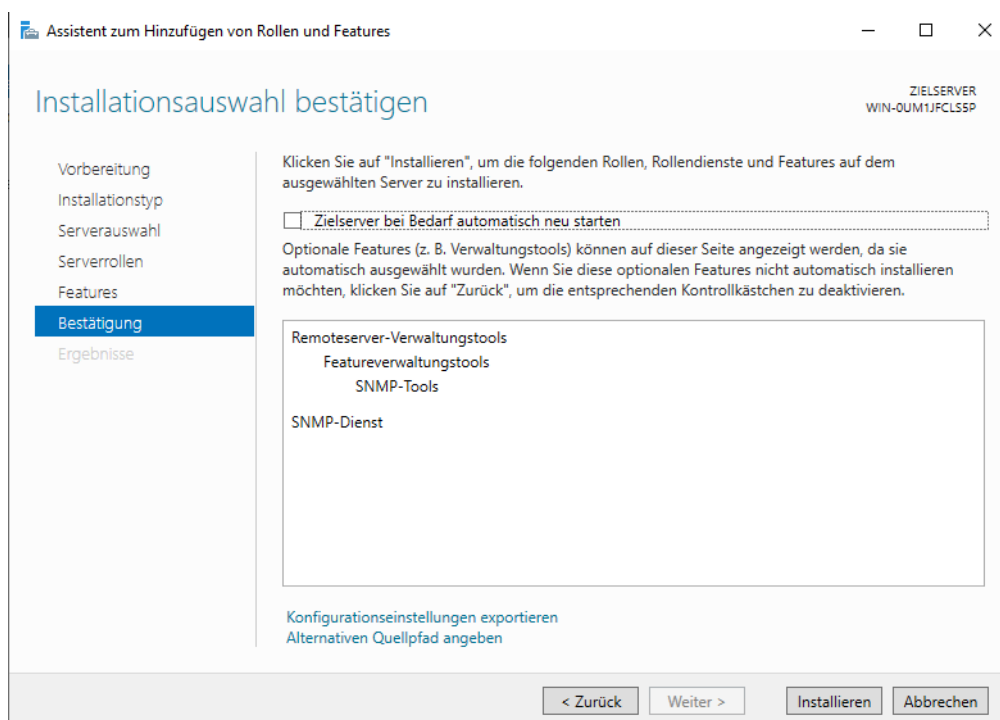 Assistent zum Hinzufügen von Rollen und Features
Installationsauswahl bestätigen
ZIELSERVER
WIN-0UM1JFCLS5P
Vorbereitung
Installationstyp
Serverauswahl
Serverrollen
Features
Bestätigung
Ergebnisse
Klicken Sie auf "Installieren", um die folgenden Rollen, Rollendienste und Features auf dem
ausgewählten Server zu installieren.
Zielserver bei Bedarf automatisch neu starten
Optionale Features (z. B. Verwaltungstools) können auf dieser Seite angezeigt werden, da sie
automatisch ausgewählt wurden. Wenn Sie diese optionalen Features nicht automatisch installieren
möchten, klicken Sie auf "Zurück", um die entsprechenden Kontrollkästchen zu deaktivieren.
Remoteserver-Verwaltungstools
Featureverwaltungstools
SNMP-Tools
SNMP-Dienst
Konfigurationseinstellungen exportieren
Alternativen Quellpfad angeben
< Zurück
Weiter >
Installieren
Abbrechen